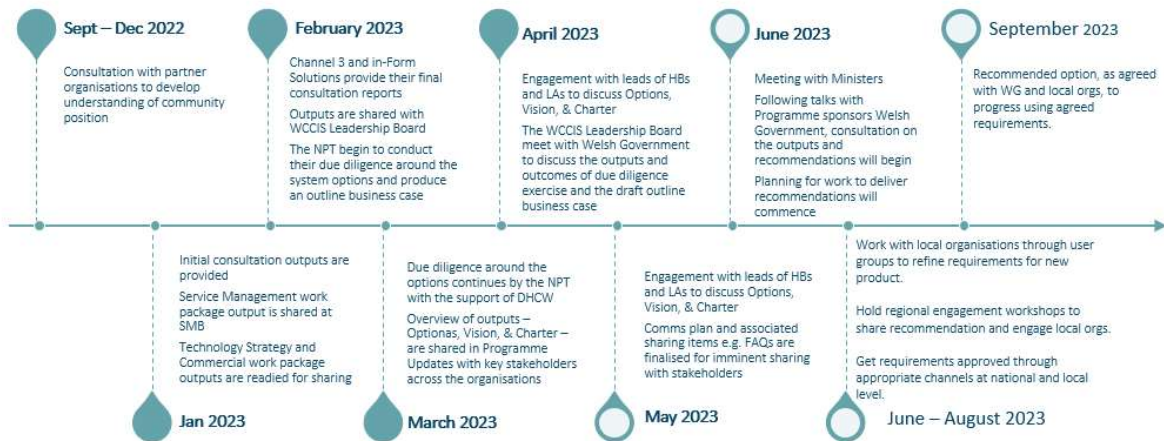 Sept – Dec 2022
Consultation with partner
organisations to develop
understanding of community
position
February 2023
Channel 3 and in-Form
Solutions provide their final
consultation reports
Outputs are shared with
WCCIS Leadership Board
The NPT begin to conduct
their due diligence around the
system options and produce
an outline business case
April 2023
Engagement with leads of HBs
and LAs to discuss Options,
Vision, & Charter
The WCCIS Leadership Board
meet with Welsh Government
to discuss the outputs and
outcomes of due diligence
exercise and the draft outline
business case
June 2023
Meeting with Ministers
Following talks with
Programme sponsors Welsh
Government, consultation on
the outputs and
recommendations will begin
Planning for work to deliver
recommendations will
commence
September 2023
Recommended option, as agreed
with WG and local orgs, to
progress using agreed
requirements.
Initial consultation outputs are
provided
Service Management work
package output is shared at
SMB
Technology Strategy and
Commercial work package
outputs are readied for sharing
Jan 2023
Due diligence around the
options continues by the NPT
with the support of DHCW
Overview of outputs –
Optionas, Vision, & Charter –
are shared in Programme
Updates with key stakeholders
across the organisations
March 2023
Engagement with leads of HBs
and LAs to discuss Options,
Vision, & Charter
Comms plan and associated
sharing items e.g. FAQs are
finalised for imminent sharing
with stakeholders
May 2023
Work with local organisations through user
groups to refine requirements for new
product.
Hold regional engagement workshops to
share recommendation and engage local orgs.
Get requirements approved through
appropriate channels at national and local
level.
June – August 2023